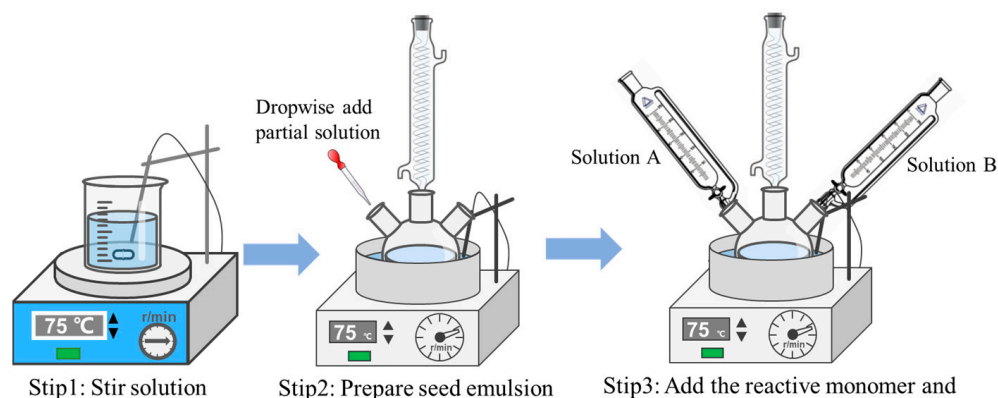 Dropwise add
partial solution
Solution A
Solution B
75 ℃
r/min
75 ℃
r/min
75 ℃
r/min
Stip1: Stir solution
Stip2: Prepare seed emulsion
Stip3: Add the reactive monomer and